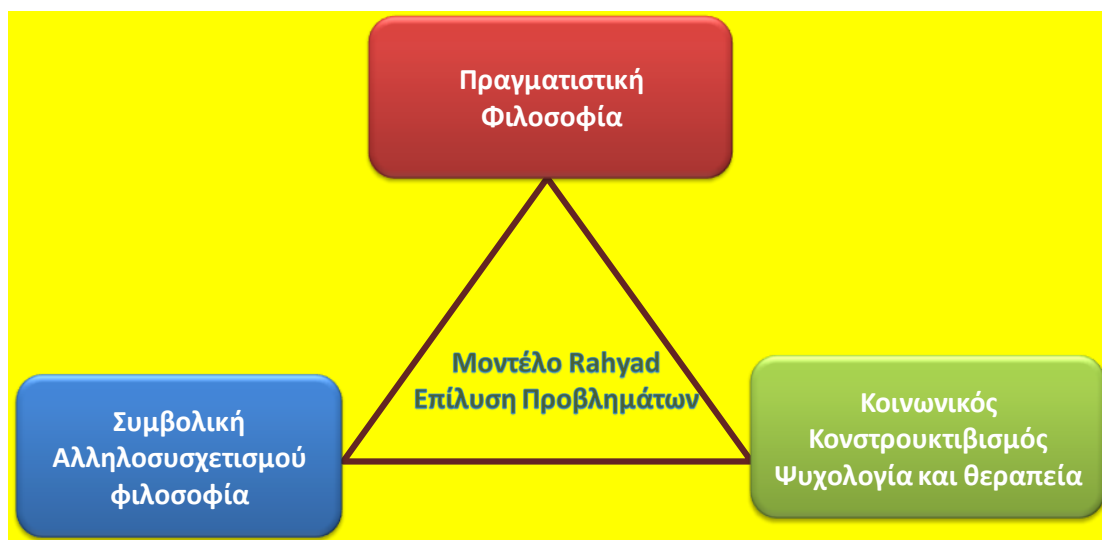 Πραγματιστική
Φιλοσοφία
Μοντέλο Rahyad
Επίλυση Προβλημάτων
Συμβολική
Αλληλοσυσχετισμού
φιλοσοφία
Κοινωνικός
Κονστρουκτιβισμός
Ψυχολογία και θεραπεία